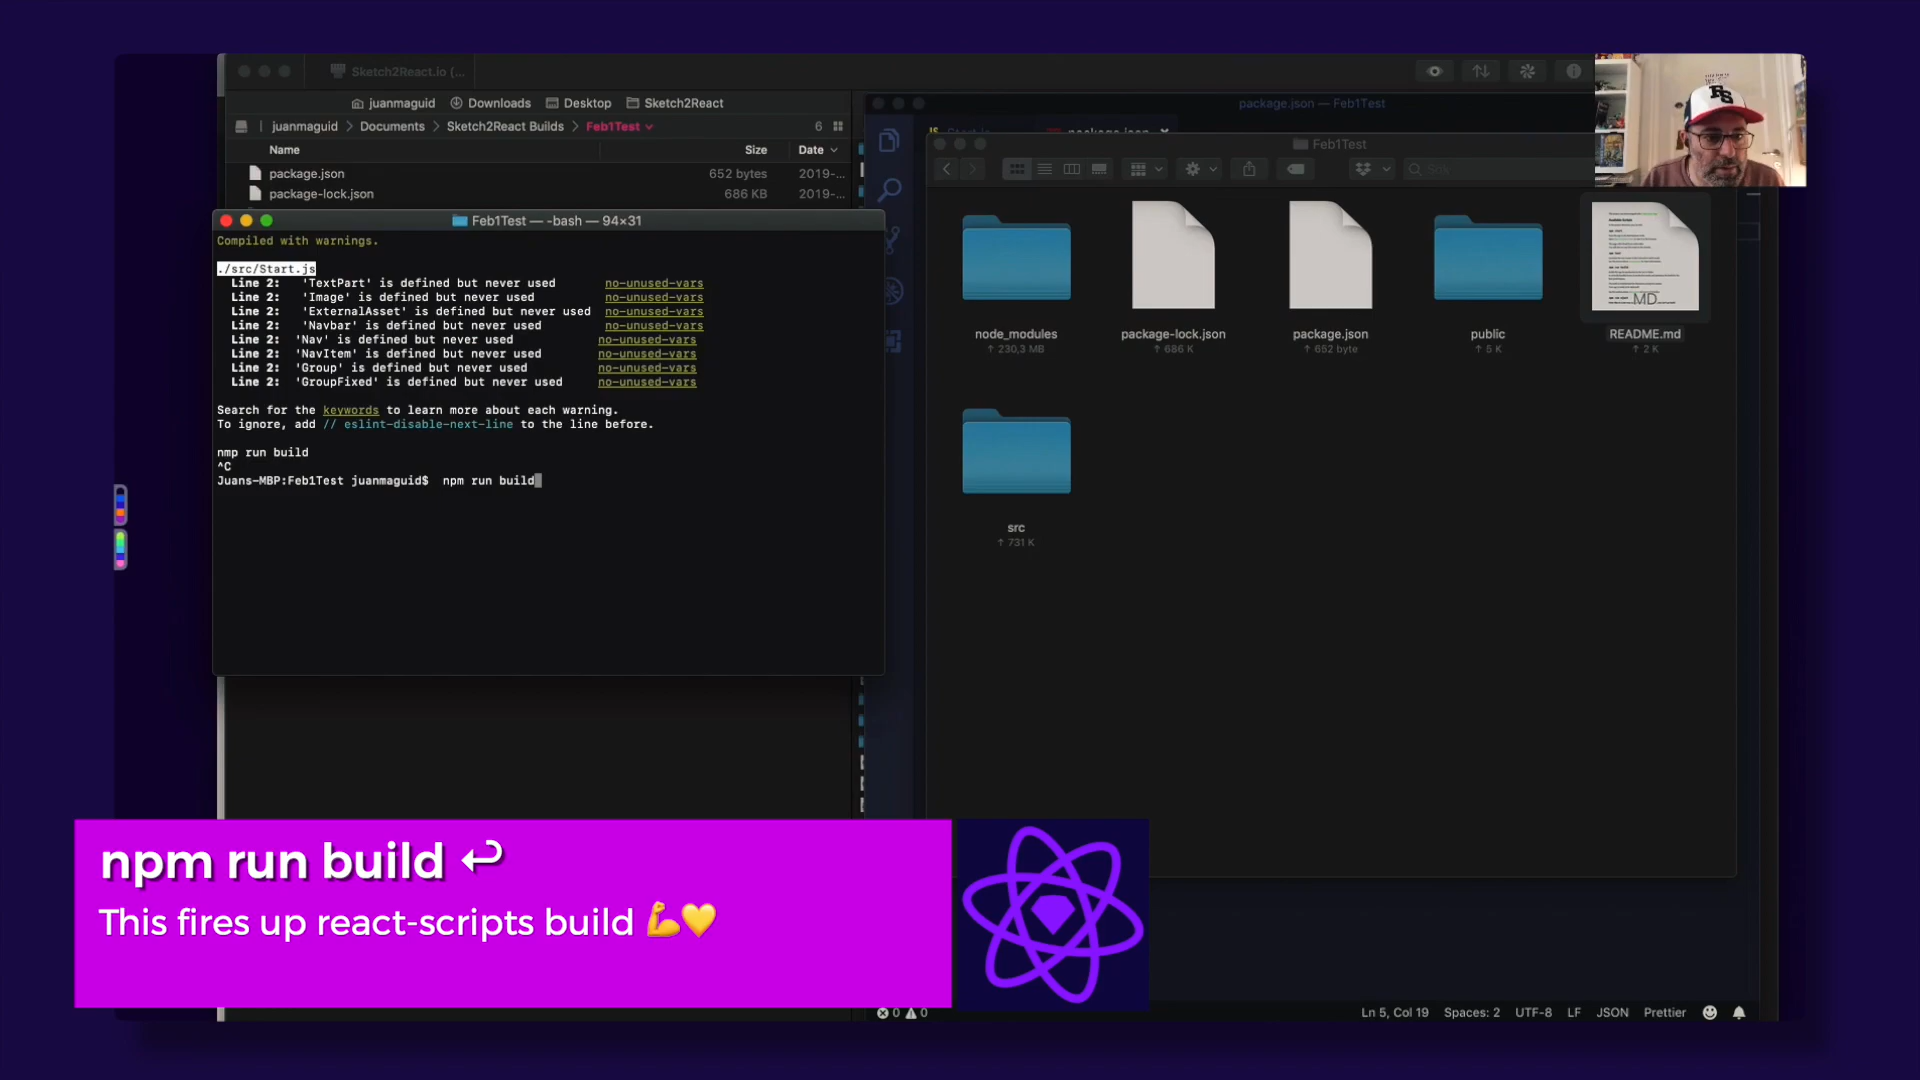 Sketch2React.io (...
juanmaguid Downloads Desktop Sketch2React
juanmaguid Documents Sketch2React Builds Feb1Test 6
Name Size Date
package.json 652 bytes 2019-...
package-lock.json 686 KB 2019-...
Feb1Test — -bash — 94×31
Compiled with warnings.
./src/Start.js
Line 2: 'TextPart' is defined but never used no-unused-vars
Line 2: 'Image' is defined but never used no-unused-vars
Line 2: 'ExternalAsset' is defined but never used no-unused-vars
Line 2: 'Navbar' is defined but never used no-unused-vars
Line 2: 'Nav' is defined but never used no-unused-vars
Line 2: 'NavItem' is defined but never used no-unused-vars
Line 2: 'Group' is defined but never used no-unused-vars
Line 2: 'GroupFixed' is defined but never used no-unused-vars
Search for the keywords to learn more about each warning.
To ignore, add // eslint-disable-next-line to the line before.
nmp run build
^C
Juans-MBP:Feb1Test juanmaguid$ npm run build
package.json — Feb1Test
JS Start.js package.json
Feb1Test
Sök
node_modules package-lock.json package.json public README.md
↑ 230,3 MB ↑ 686 K ↑ 652 byte ↑ 5 K ↑ 2 K
MD
src
↑ 731 K
npm run build ↩
This fires up react-scripts build 💪💛
0 0 Ln 5, Col 19 Spaces: 2 UTF-8 LF JSON Prettier